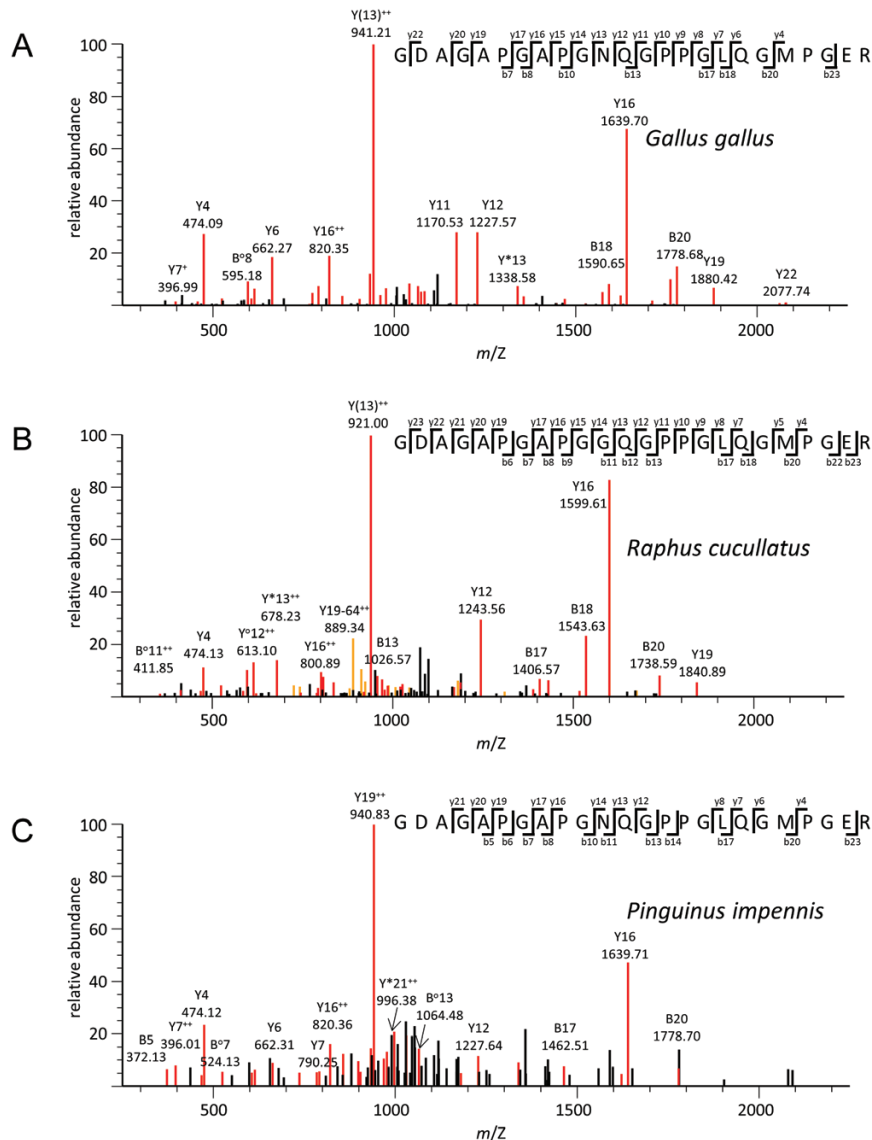 A
Y(13)++
941.21
y22 y20 y19 y17 y16 y15 y14 y13 y12 y11 y10 y9 y8 y7 y6 y4
G D A G A P G A P G N Q G P P G L Q G M P G E R
b7 b8 b10 b13 b17 b18 b20 b23
100
80
60
40
20
relative abundance
Y16
1639.70
Gallus gallus
Y4
474.09
Y7+
396.99
B°8
595.18
Y6
662.27
Y16++
820.35
Y11
1170.53
Y12
1227.57
Y*13
1338.58
B18
1590.65
B20
1778.68
Y19
1880.42
Y22
2077.74
500 1000 1500 2000
m/Z
B
Y(13)++
921.00
y23 y22 y21 y20 y19 y17 y16 y15 y14 y13 y12 y11 y10 y9 y8 y7 y5 y4
G D A G A P G A P G G Q G P P G L Q G M P G E R
b6 b7 b8 b9 b11 b12 b13 b17 b18 b20 b22 b23
100
80
60
40
20
relative abundance
Y16
1599.61
Raphus cucullatus
B°11++
411.85
Y4
474.13
Y°12++
613.10
Y*13++
678.23
Y16++
800.89
Y19-64++
889.34
B13
1026.57
Y12
1243.56
B17
1406.57
B18
1543.63
B20
1738.59
Y19
1840.89
500 1000 1500 2000
m/Z
C
Y19++
940.83
y21 y20 y19 y17 y16 y14 y13 y12 y8 y7 y6 y4
G D A G A P G A P G N Q G P P G L Q G M P G E R
b5 b6 b7 b8 b10 b11 b13 b14 b17 b20 b23
100
80
60
40
20
relative abundance
Pinguinus impennis
Y16
1639.71
B5
372.13
Y7++
396.01
Y4
474.12
B°7
524.13
Y6
662.31
Y7
790.25
Y16++
820.36
Y*21++
996.38
B°13
1064.48
Y12
1227.64
B17
1462.51
B20
1778.70
500 1000 1500 2000
m/Z